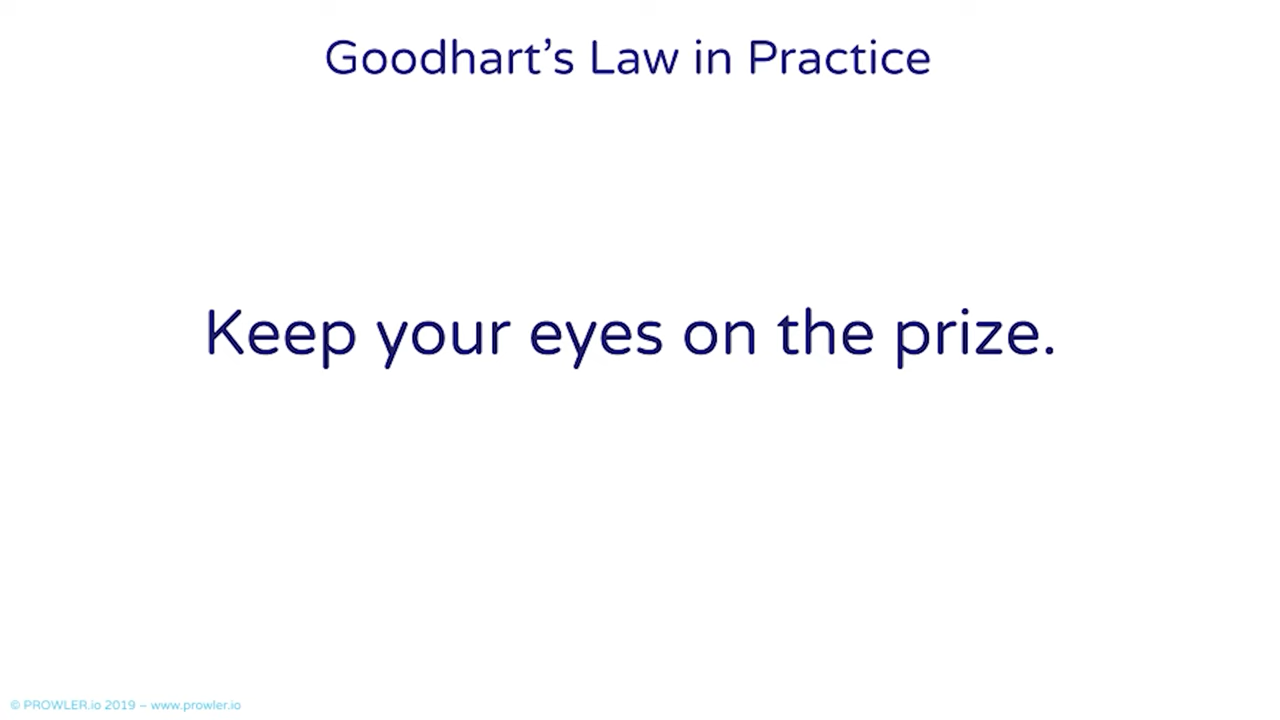 Goodhart’s Law in Practice
Keep your eyes on the prize.
© PROWLER.io 2019 – www.prowler.io